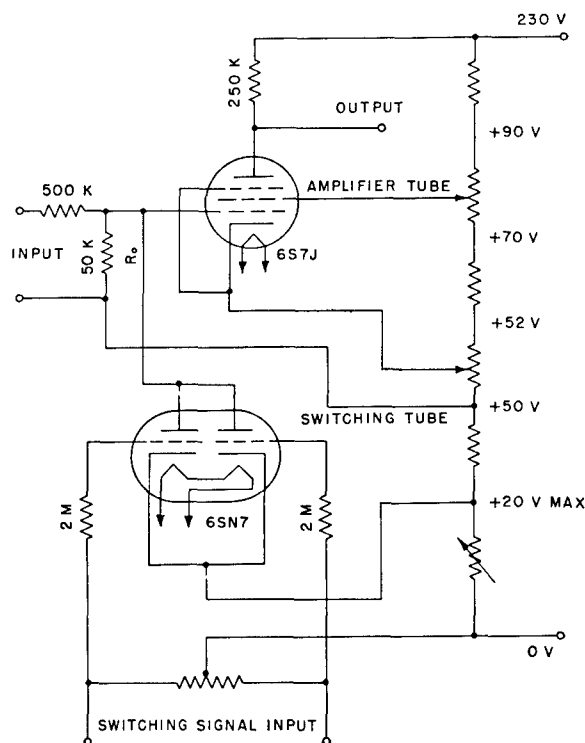 230 V
250 K
OUTPUT
+90 V
500 K
AMPLIFIER TUBE
INPUT
50 K
R₀
6S7J
+70 V
+52 V
SWITCHING TUBE
+50 V
2 M
6SN7
2 M
+20 V MAX
0 V
SWITCHING SIGNAL INPUT